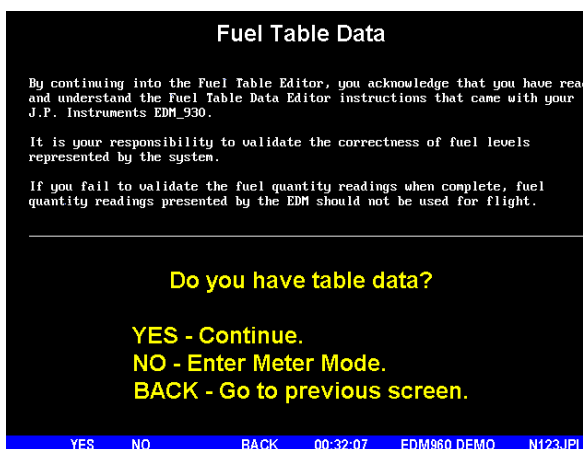 Fuel Table Data
By continuing into the Fuel Table Editor, you acknowledge that you have rea
and understand the Fuel Table Data Editor instructions that came with your
J.P. Instruments EDM_930.
It is your responsibility to validate the correctness of fuel levels
represented by the system.
If you fail to validate the fuel quantity readings when complete, fuel
quantity readings presented by the EDM should not be used for flight.
Do you have table data?
YES - Continue.
NO - Enter Meter Mode.
BACK - Go to previous screen.
YES NO BACK 00:32:07 EDM960 DEMO N123JPI